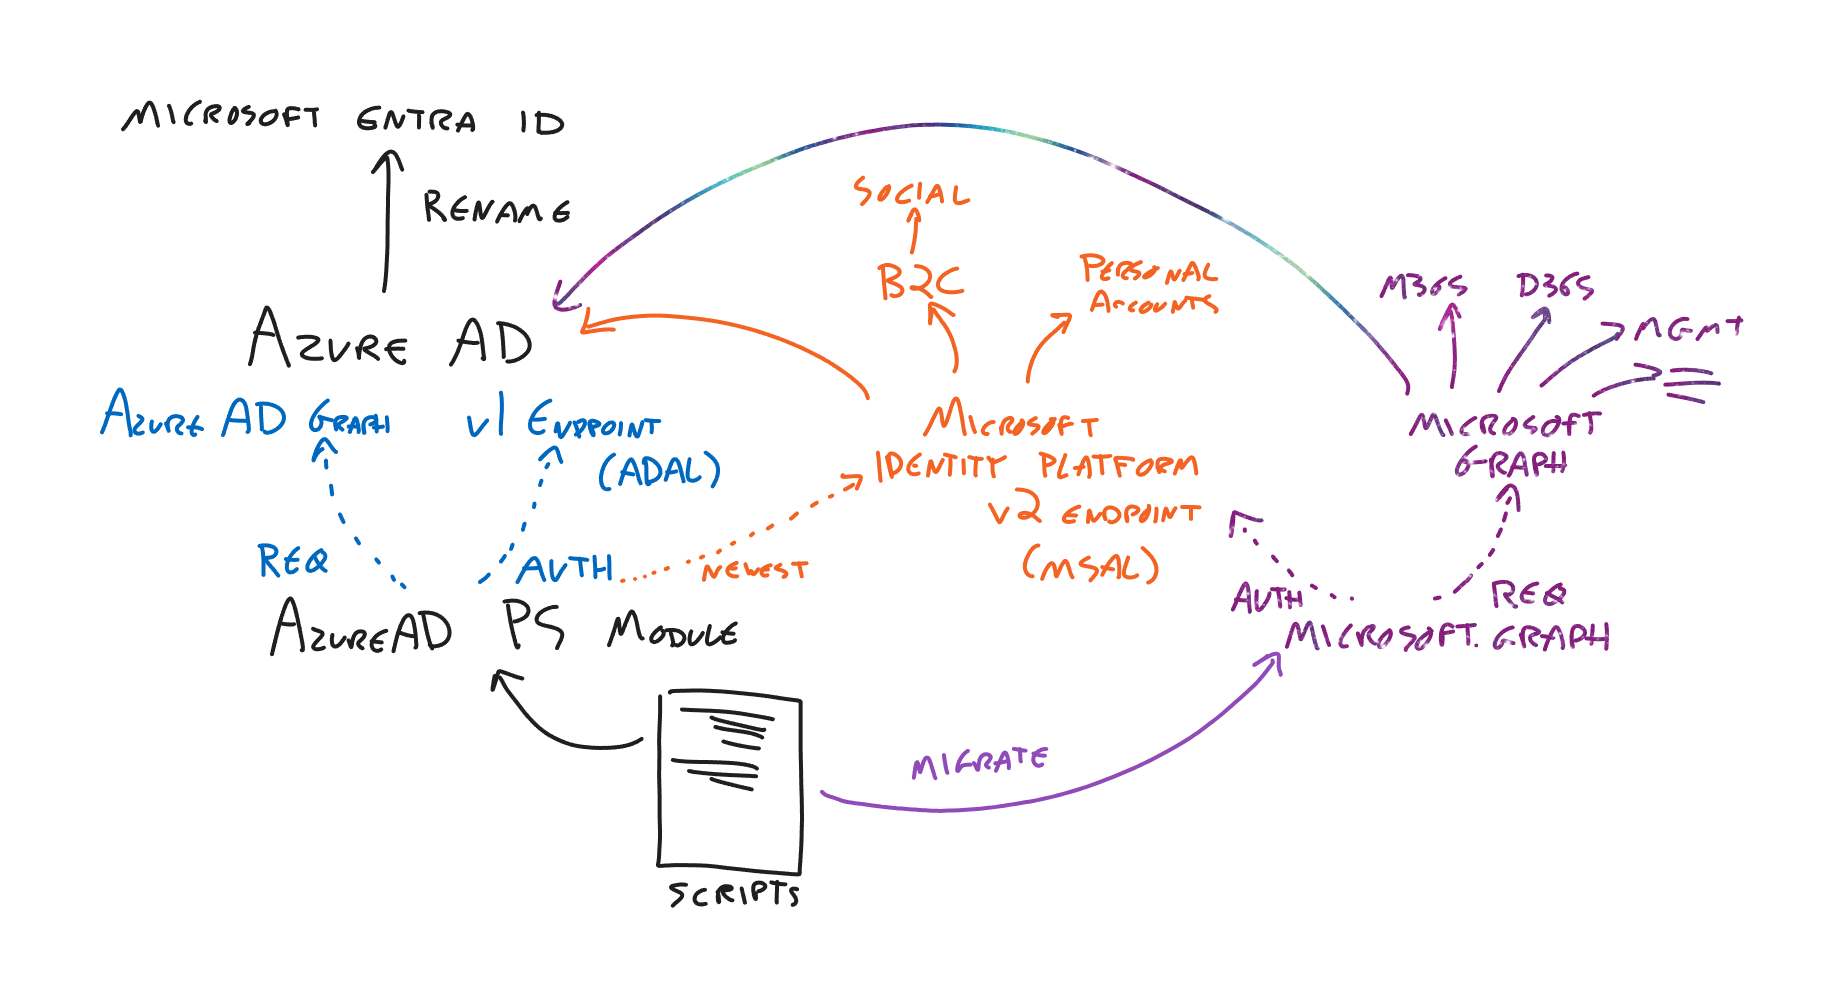 MICROSOFT ENTRA ID
RENAME
AZURE AD
AZURE AD GRAPH
v1 ENDPOINT
(ADAL)
REQ
AUTH
AZUREAD PS MODULE
SCRIPTS
SOCIAL
B2C
PERSONAL
ACCOUNTS
MICROSOFT
IDENTITY PLATFORM
v2 ENDPOINT
(MSAL)
NEWEST
MIGRATE
M365
D365
MGMT
MICROSOFT
GRAPH
AUTH
REQ
MICROSOFT.GRAPH